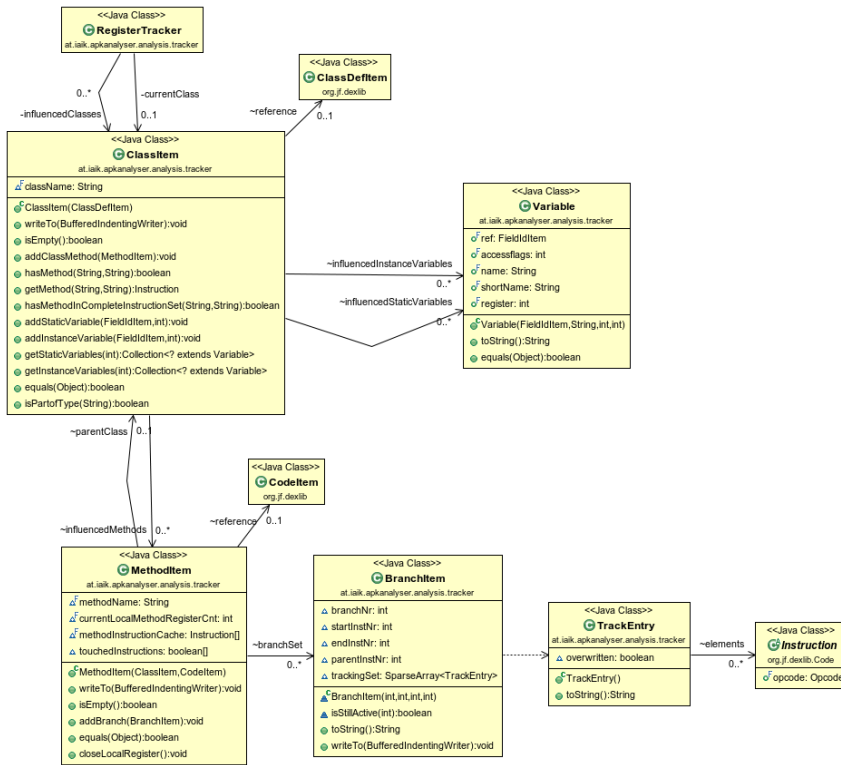 <<Java Class>>
RegisterTracker
at.iaik.apkanalyser.analysis.tracker
0..*
-currentClass
-influencedClasses
0..1
<<Java Class>>
ClassDefItem
org.jf.dexlib
~reference
0..1
<<Java Class>>
ClassItem
at.iaik.apkanalyser.analysis.tracker
className: String
ClassItem(ClassDefItem)
writeTo(BufferedIndentingWriter):void
isEmpty():boolean
addClassMethod(MethodItem):void
hasMethod(String,String):boolean
getMethod(String,String):Instruction
hasMethodInCompleteInstructionSet(String,String):boolean
addStaticVariable(FieldIdItem,int):void
addInstanceVariable(FieldIdItem,int):void
getStaticVariables(int):Collection<? extends Variable>
getInstanceVariables(int):Collection<? extends Variable>
equals(Object):boolean
isPartofType(String):boolean
~influencedInstanceVariables
0..*
~influencedStaticVariables
0..*
<<Java Class>>
Variable
at.iaik.apkanalyser.analysis.tracker
ref: FieldIdItem
accessflags: int
name: String
shortName: String
register: int
Variable(FieldIdItem,String,int,int)
toString():String
equals(Object):boolean
~parentClass
0..1
~influencedMethods
0..*
<<Java Class>>
CodeItem
org.jf.dexlib
~reference
0..1
<<Java Class>>
MethodItem
at.iaik.apkanalyser.analysis.tracker
methodName: String
currentLocalMethodRegisterCnt: int
methodInstructionCache: Instruction[]
touchedInstructions: boolean[]
MethodItem(ClassItem,CodeItem)
writeTo(BufferedIndentingWriter):void
isEmpty():boolean
addBranch(BranchItem):void
equals(Object):boolean
closeLocalRegister():void
~branchSet
0..*
<<Java Class>>
BranchItem
at.iaik.apkanalyser.analysis.tracker
branchNr: int
startInstNr: int
endInstNr: int
parentInstNr: int
trackingSet: SparseArray<TrackEntry>
BranchItem(int,int,int,int)
isStillActive(int):boolean
toString():String
writeTo(BufferedIndentingWriter):void
<<Java Class>>
TrackEntry
at.iaik.apkanalyser.analysis.tracker
overwritten: boolean
TrackEntry()
toString():String
~elements
0..*
<<Java Class>>
Instruction
org.jf.dexlib.Code
opcode: Opcode